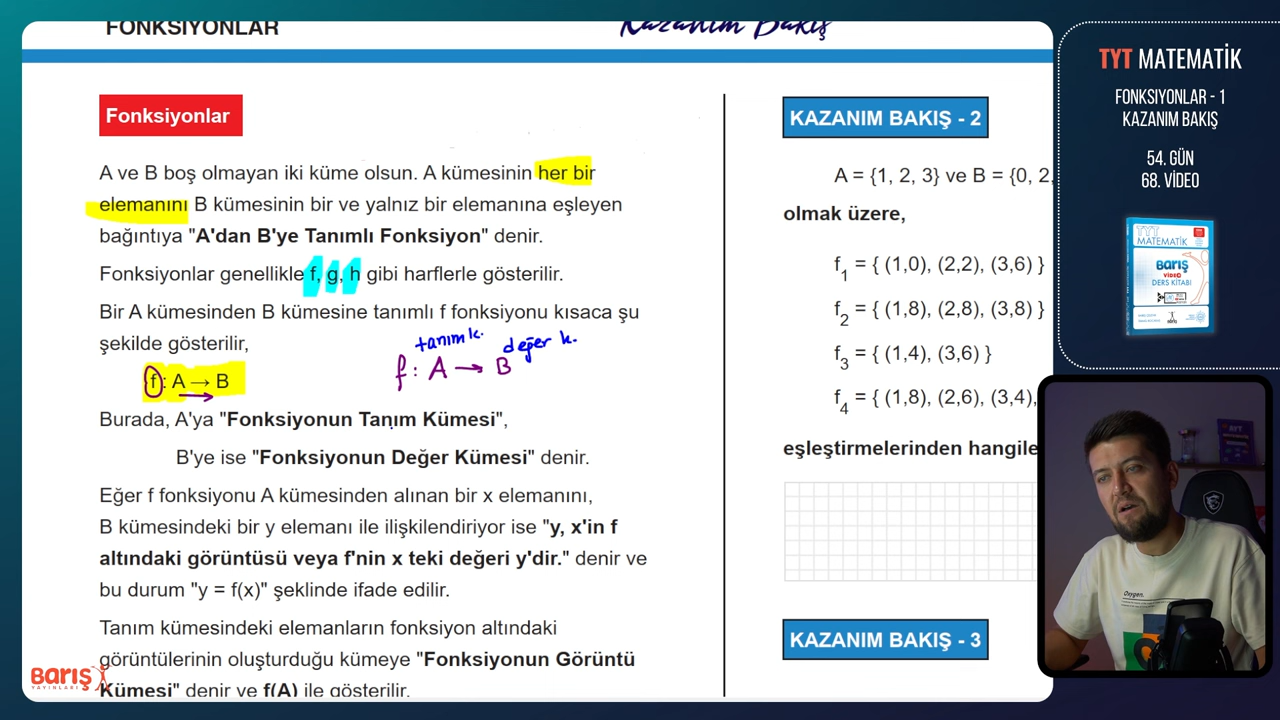 FONKSİYONLAR
Kazanım Bakış
Fonksiyonlar
A ve B boş olmayan iki küme olsun. A kümesinin her bir
elemanını B kümesinin bir ve yalnız bir elemanına eşleyen
bağıntıya "A'dan B'ye Tanımlı Fonksiyon" denir.
Fonksiyonlar genellikle f, g, h gibi harflerle gösterilir.
Bir A kümesinden B kümesine tanımlı f fonksiyonu kısaca şu
şekilde gösterilir,
f : A → B
tanım k. değer k.
f : A → B
Burada, A'ya "Fonksiyonun Tanım Kümesi",
B'ye ise "Fonksiyonun Değer Kümesi" denir.
Eğer f fonksiyonu A kümesinden alınan bir x elemanını,
B kümesindeki bir y elemanı ile ilişkilendiriyor ise "y, x'in f
altındaki görüntüsü veya f'nin x teki değeri y'dir." denir ve
bu durum "y = f(x)" şeklinde ifade edilir.
Tanım kümesindeki elemanların fonksiyon altındaki
görüntülerinin oluşturduğu kümeye "Fonksiyonun Görüntü
Kümesi" denir ve f(A) ile gösterilir.
BARIŞ
YAYINLARI
KAZANIM BAKIŞ - 2
A = {1, 2, 3} ve B = {0, 2,
olmak üzere,
f1 = { (1,0), (2,2), (3,6) }
f2 = { (1,8), (2,8), (3,8) }
f3 = { (1,4), (3,6) }
f4 = { (1,8), (2,6), (3,4),
eşleştirmelerinden hangile
KAZANIM BAKIŞ - 3
TYT MATEMATİK
FONKSIYONLAR - 1
KAZANIM BAKIŞ
54. GÜN
68. VİDEO
TYT
MATEMATİK
BARIŞ
VİDEO
DERS KİTABI
Oxygen.